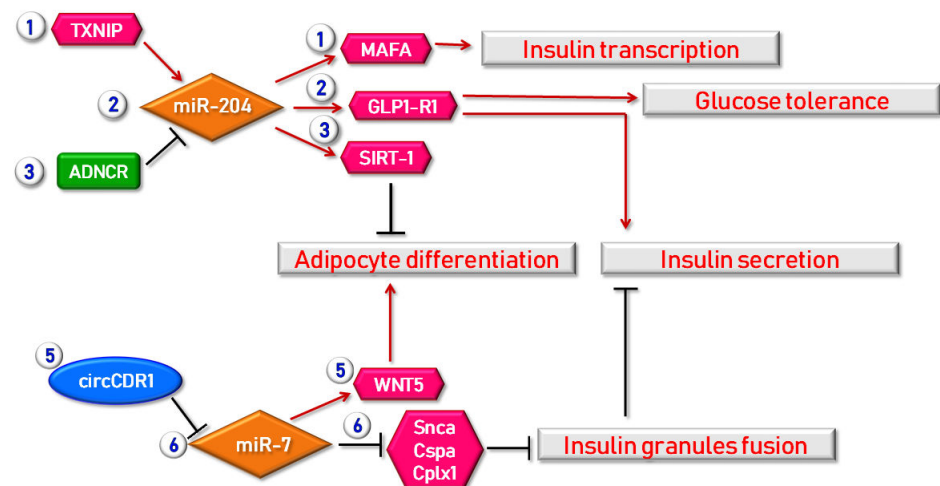 1 TXNIP
1 MAFA
Insulin transcription
2 miR-204
2 GLP1-R1
Glucose tolerance
3 SIRT-1
3 ADNCR
Adipocyte differentiation
Insulin secretion
5 circCDR1
5 WNT5
6 miR-7
6
Snca
Cspa
Cplx1
Insulin granules fusion